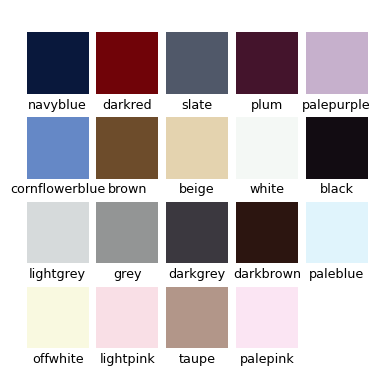 navyblue darkred slate plum palepurple
cornflowerblue brown beige white black
lightgrey grey darkgrey darkbrown paleblue
offwhite lightpink taupe palepink